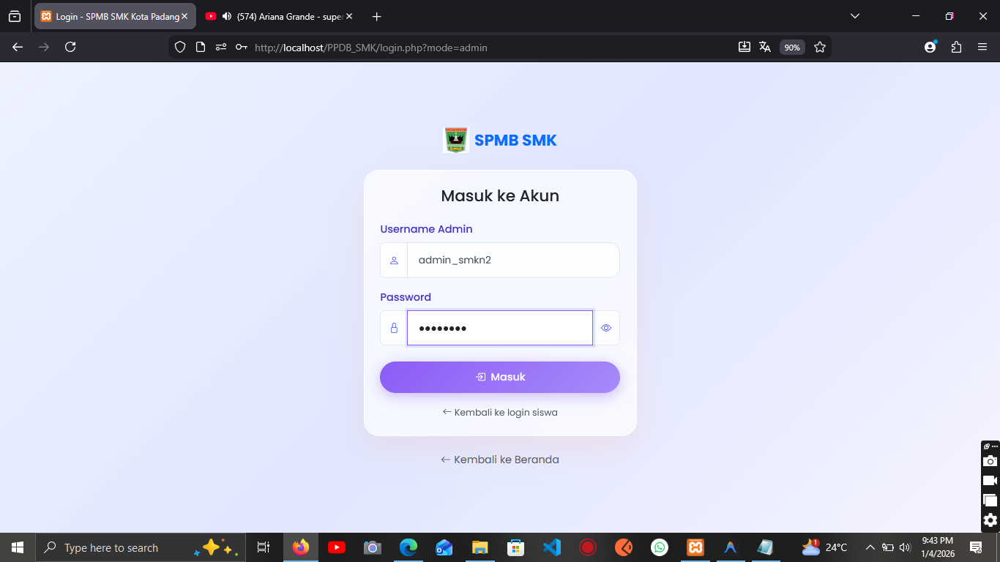 Login - SPMB SMK Kota Padang
(574) Ariana Grande - supe
http://localhost/PPDB_SMK/login.php?mode=admin
90%
SPMB SMK
Masuk ke Akun
Username Admin
admin_smkn2
Password
Masuk
← Kembali ke login siswa
← Kembali ke Beranda
Type here to search
1
24°C
9:43 PM
1/4/2026